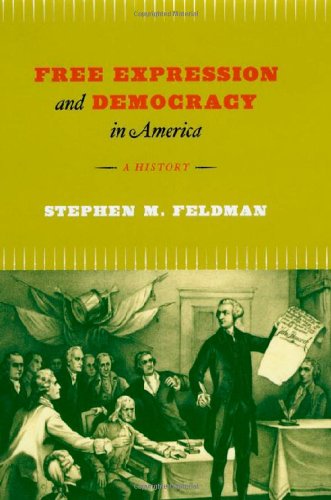 FREE EXPRESSION
and DEMOCRACY
in America
A HISTORY
STEPHEN M. FELDMAN